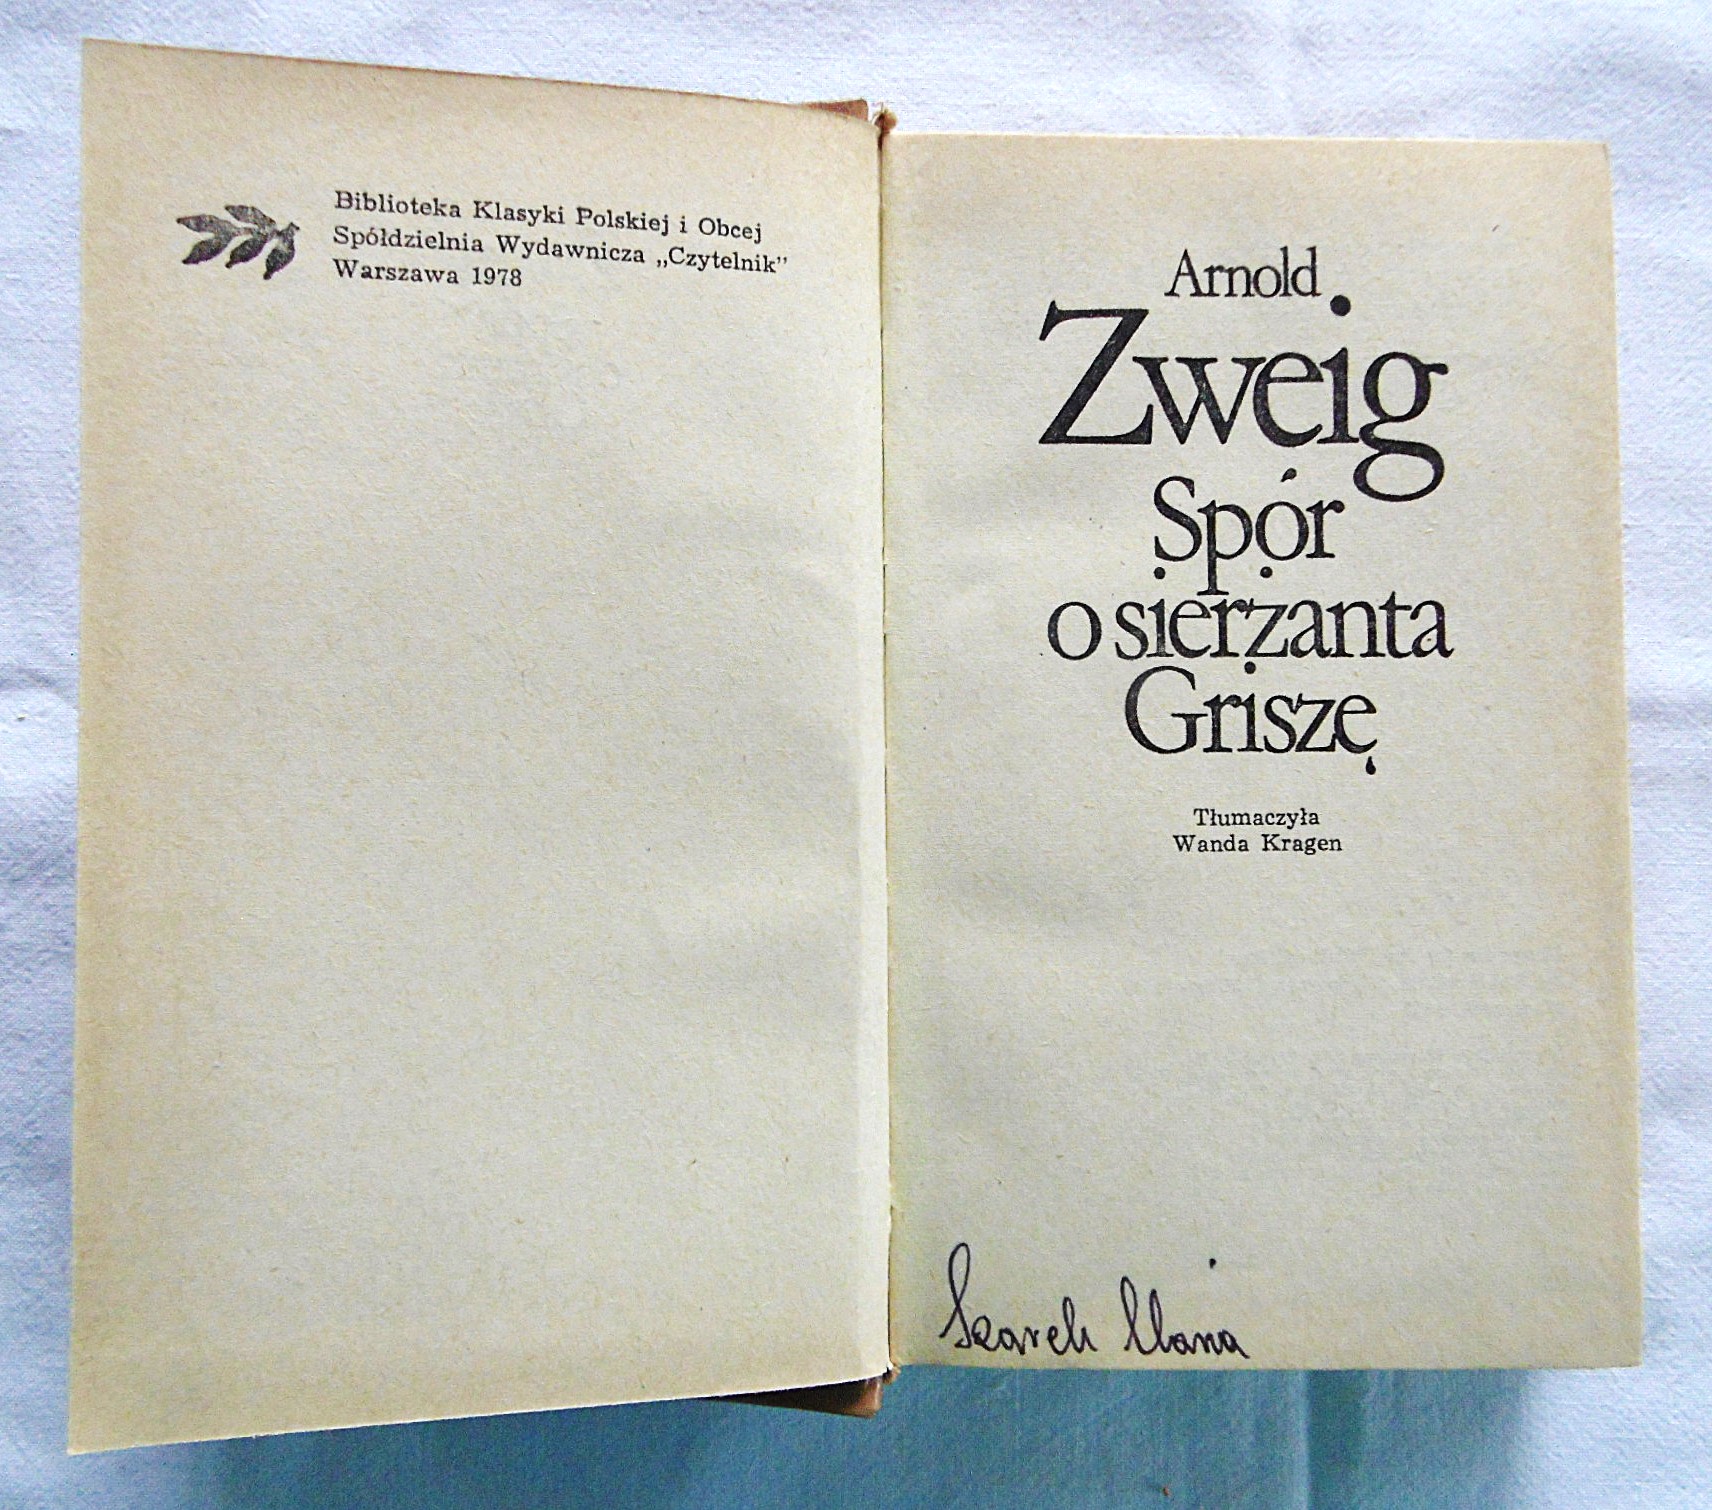 Biblioteka Klasyki Polskiej i Obcej
Spółdzielnia Wydawnicza „Czytelnik”
Warszawa 1978
Arnold
Zweig
Spór
o sierżanta
Griszę
Tłumaczyła
Wanda Kragen